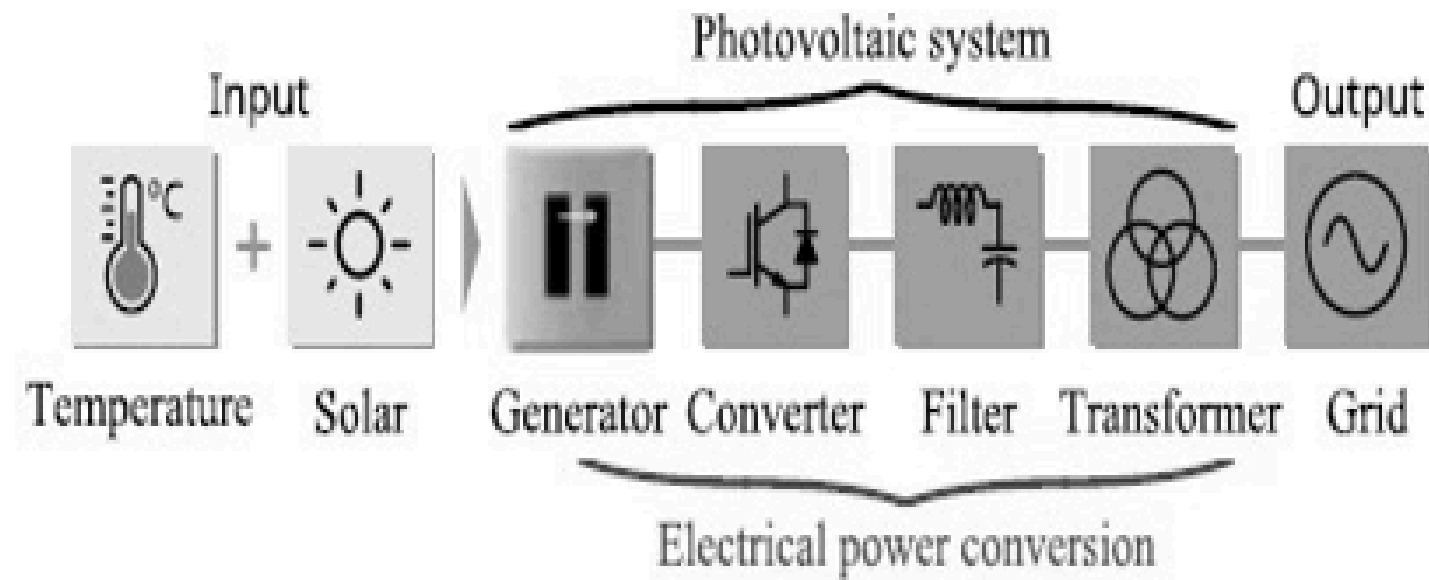 Photovoltaic system
Input
Output
°C
Temperature
Solar
Generator
Converter
Filter
Transformer
Grid
Electrical power conversion